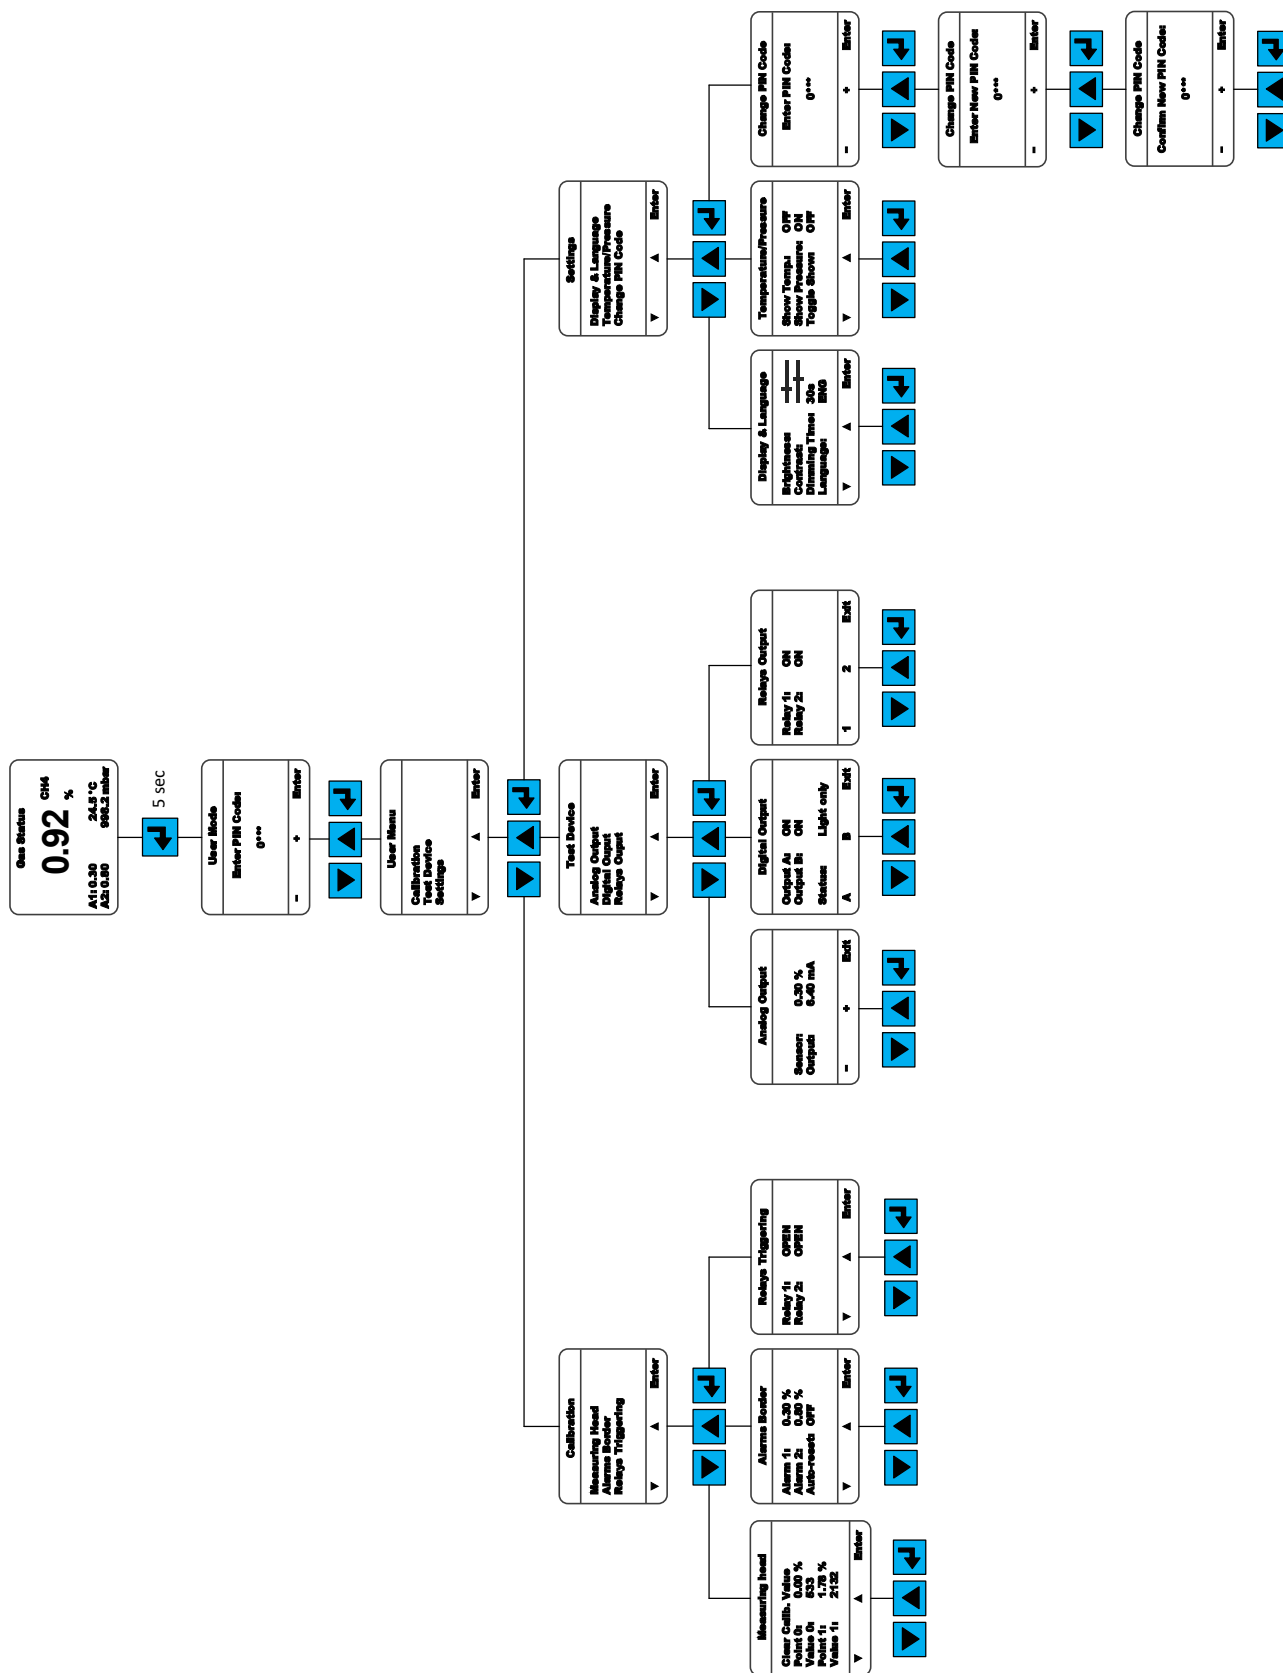 Gas Status
0.92 CH4 %
A1: 0.30 24.5 °C
A2: 0.80 998.2 mbar
5 sec
User Mode
Enter PIN Code:
0***
- + Enter
User Menu
Calibration
Test Device
Settings
▼ ▲ Enter
Calibration
Measuring Head
Alarms Border
Relays Triggering
▼ ▲ Enter
Measuring head
Clear Calib. Value
Point 0: 0.00 %
Value 0: 533
Point 1: 1.78 %
Value 1: 2132
▼ ▲ Enter
Alarms Border
Alarm 1: 0.30 %
Alarm 2: 0.80 %
Auto-reset: OFF
▼ ▲ Enter
Relays Triggering
Relay 1: OPEN
Relay 2: OPEN
▼ ▲ Enter
Test Device
Analog Output
Digital Ouput
Relays Ouput
▼ ▲ Enter
Analog Output
Sensor: 0.30 %
Output: 6.40 mA
- + Exit
Digital Output
Output A: ON
Output B: ON
Status: Light only
A B Exit
Relays Output
Relay 1: ON
Relay 2: ON
1 2 Exit
Settings
Display & Language
Temperature/Pressure
Change PIN Code
▼ ▲ Enter
Display & Language
Brightness:
Contrast:
Dimming Time: 30s
Language: ENG
▼ ▲ Enter
Temperature/Pressure
Show Temp.: OFF
Show Pressure: ON
Toggle Shown: OFF
▼ ▲ Enter
Change PIN Code
Enter PIN Code:
0***
- + Enter
Change PIN Code
Enter New PIN Code:
0***
- + Enter
Change PIN Code
Confirm New PIN Code:
0***
- + Enter